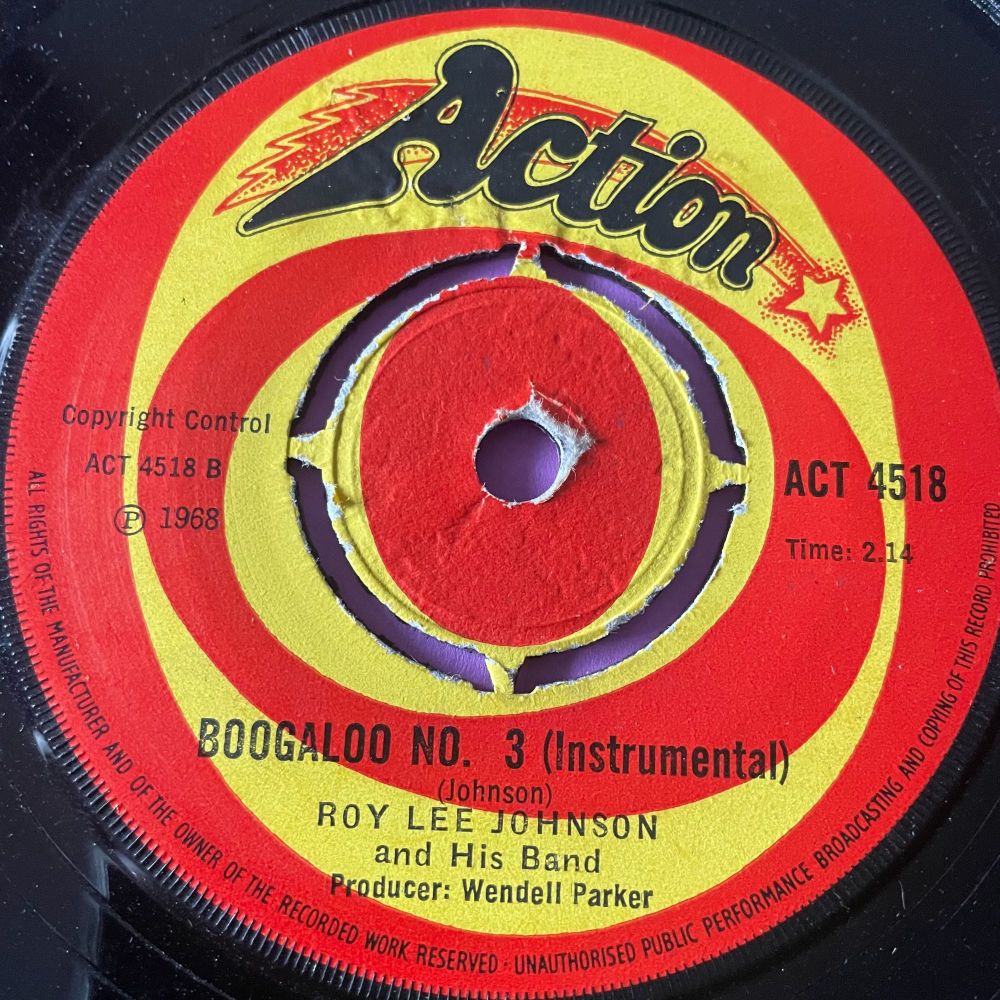 Action
Copyright Control
ACT 4518 B
Ⓟ 1968
ACT 4518
Time: 2.14
BOOGALOO NO. 3 (Instrumental)
(Johnson)
ROY LEE JOHNSON
and His Band
Producer: Wendell Parker
ALL RIGHTS OF THE MANUFACTURER AND OF THE OWNER OF THE RECORDED WORK RESERVED · UNAUTHORISED PUBLIC PERFORMANCE BROADCASTING AND COPYING OF THIS RECORD PROHIBITED